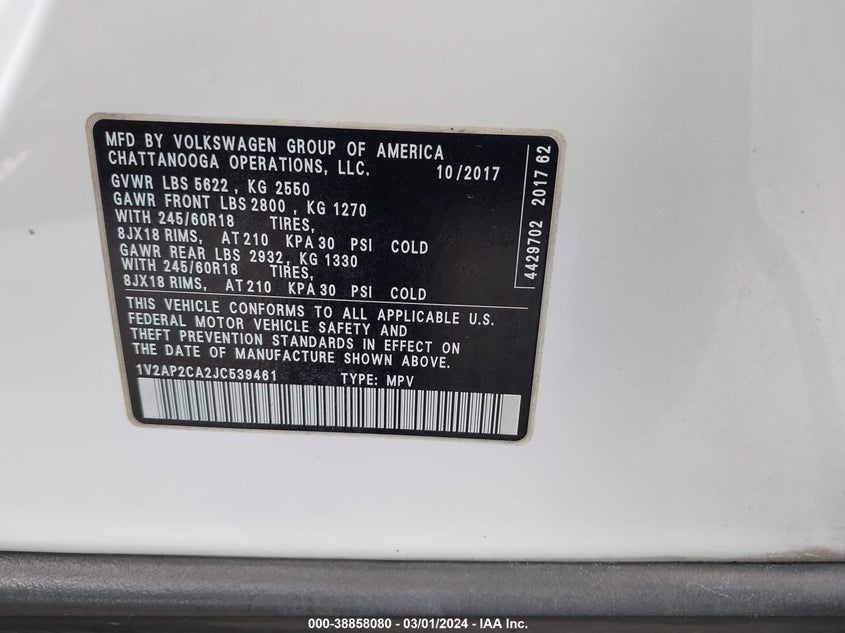 MFD BY VOLKSWAGEN GROUP OF AMERICA
CHATTANOOGA OPERATIONS, LLC. 10/2017
GVWR LBS 5622 , KG 2550
GAWR FRONT LBS 2800 , KG 1270
WITH 245/60R18 TIRES,
8JX18 RIMS, AT 210 KPA 30 PSI COLD
GAWR REAR LBS 2932, KG 1330
WITH 245/60R18 TIRES,
8JX18 RIMS, AT 210 KPA 30 PSI COLD
THIS VEHICLE CONFORMS TO ALL APPLICABLE U.S.
FEDERAL MOTOR VEHICLE SAFETY AND
THEFT PREVENTION STANDARDS IN EFFECT ON
THE DATE OF MANUFACTURE SHOWN ABOVE.
1V2AP2CA2JC539461 TYPE: MPV
4429702 2017 62
000-38858080 - 03/01/2024 - IAA Inc.